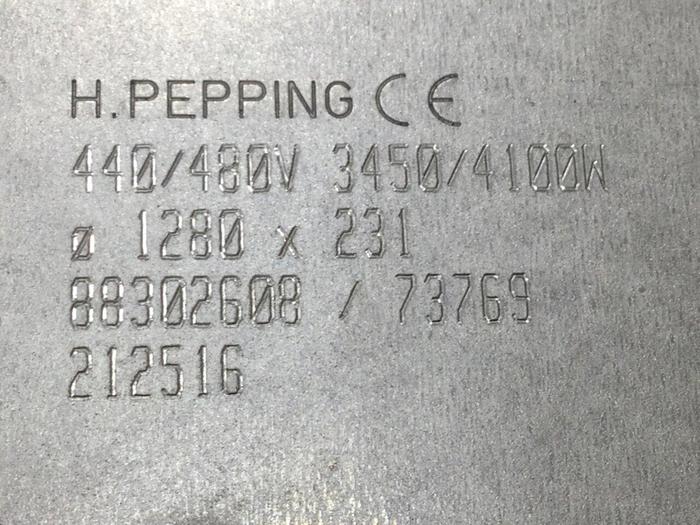 H.PEPPING CE
440/480V 3450/4100W
ø 1280 x 231
88302608 / 73769
212516